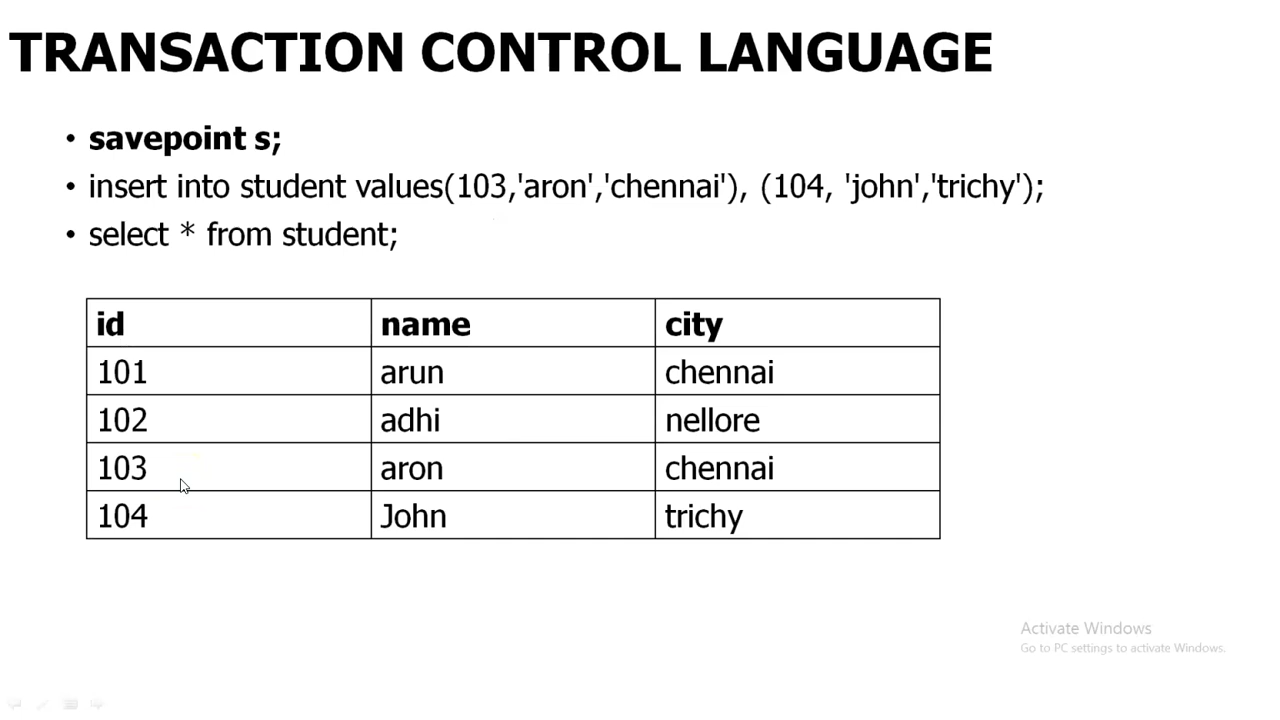 TRANSACTION CONTROL LANGUAGE
• savepoint s;
• insert into student values(103,'aron','chennai'), (104, 'john','trichy');
• select * from student;
id name city
101 arun chennai
102 adhi nellore
103 aron chennai
104 John trichy
Activate Windows
Go to PC settings to activate Windows.